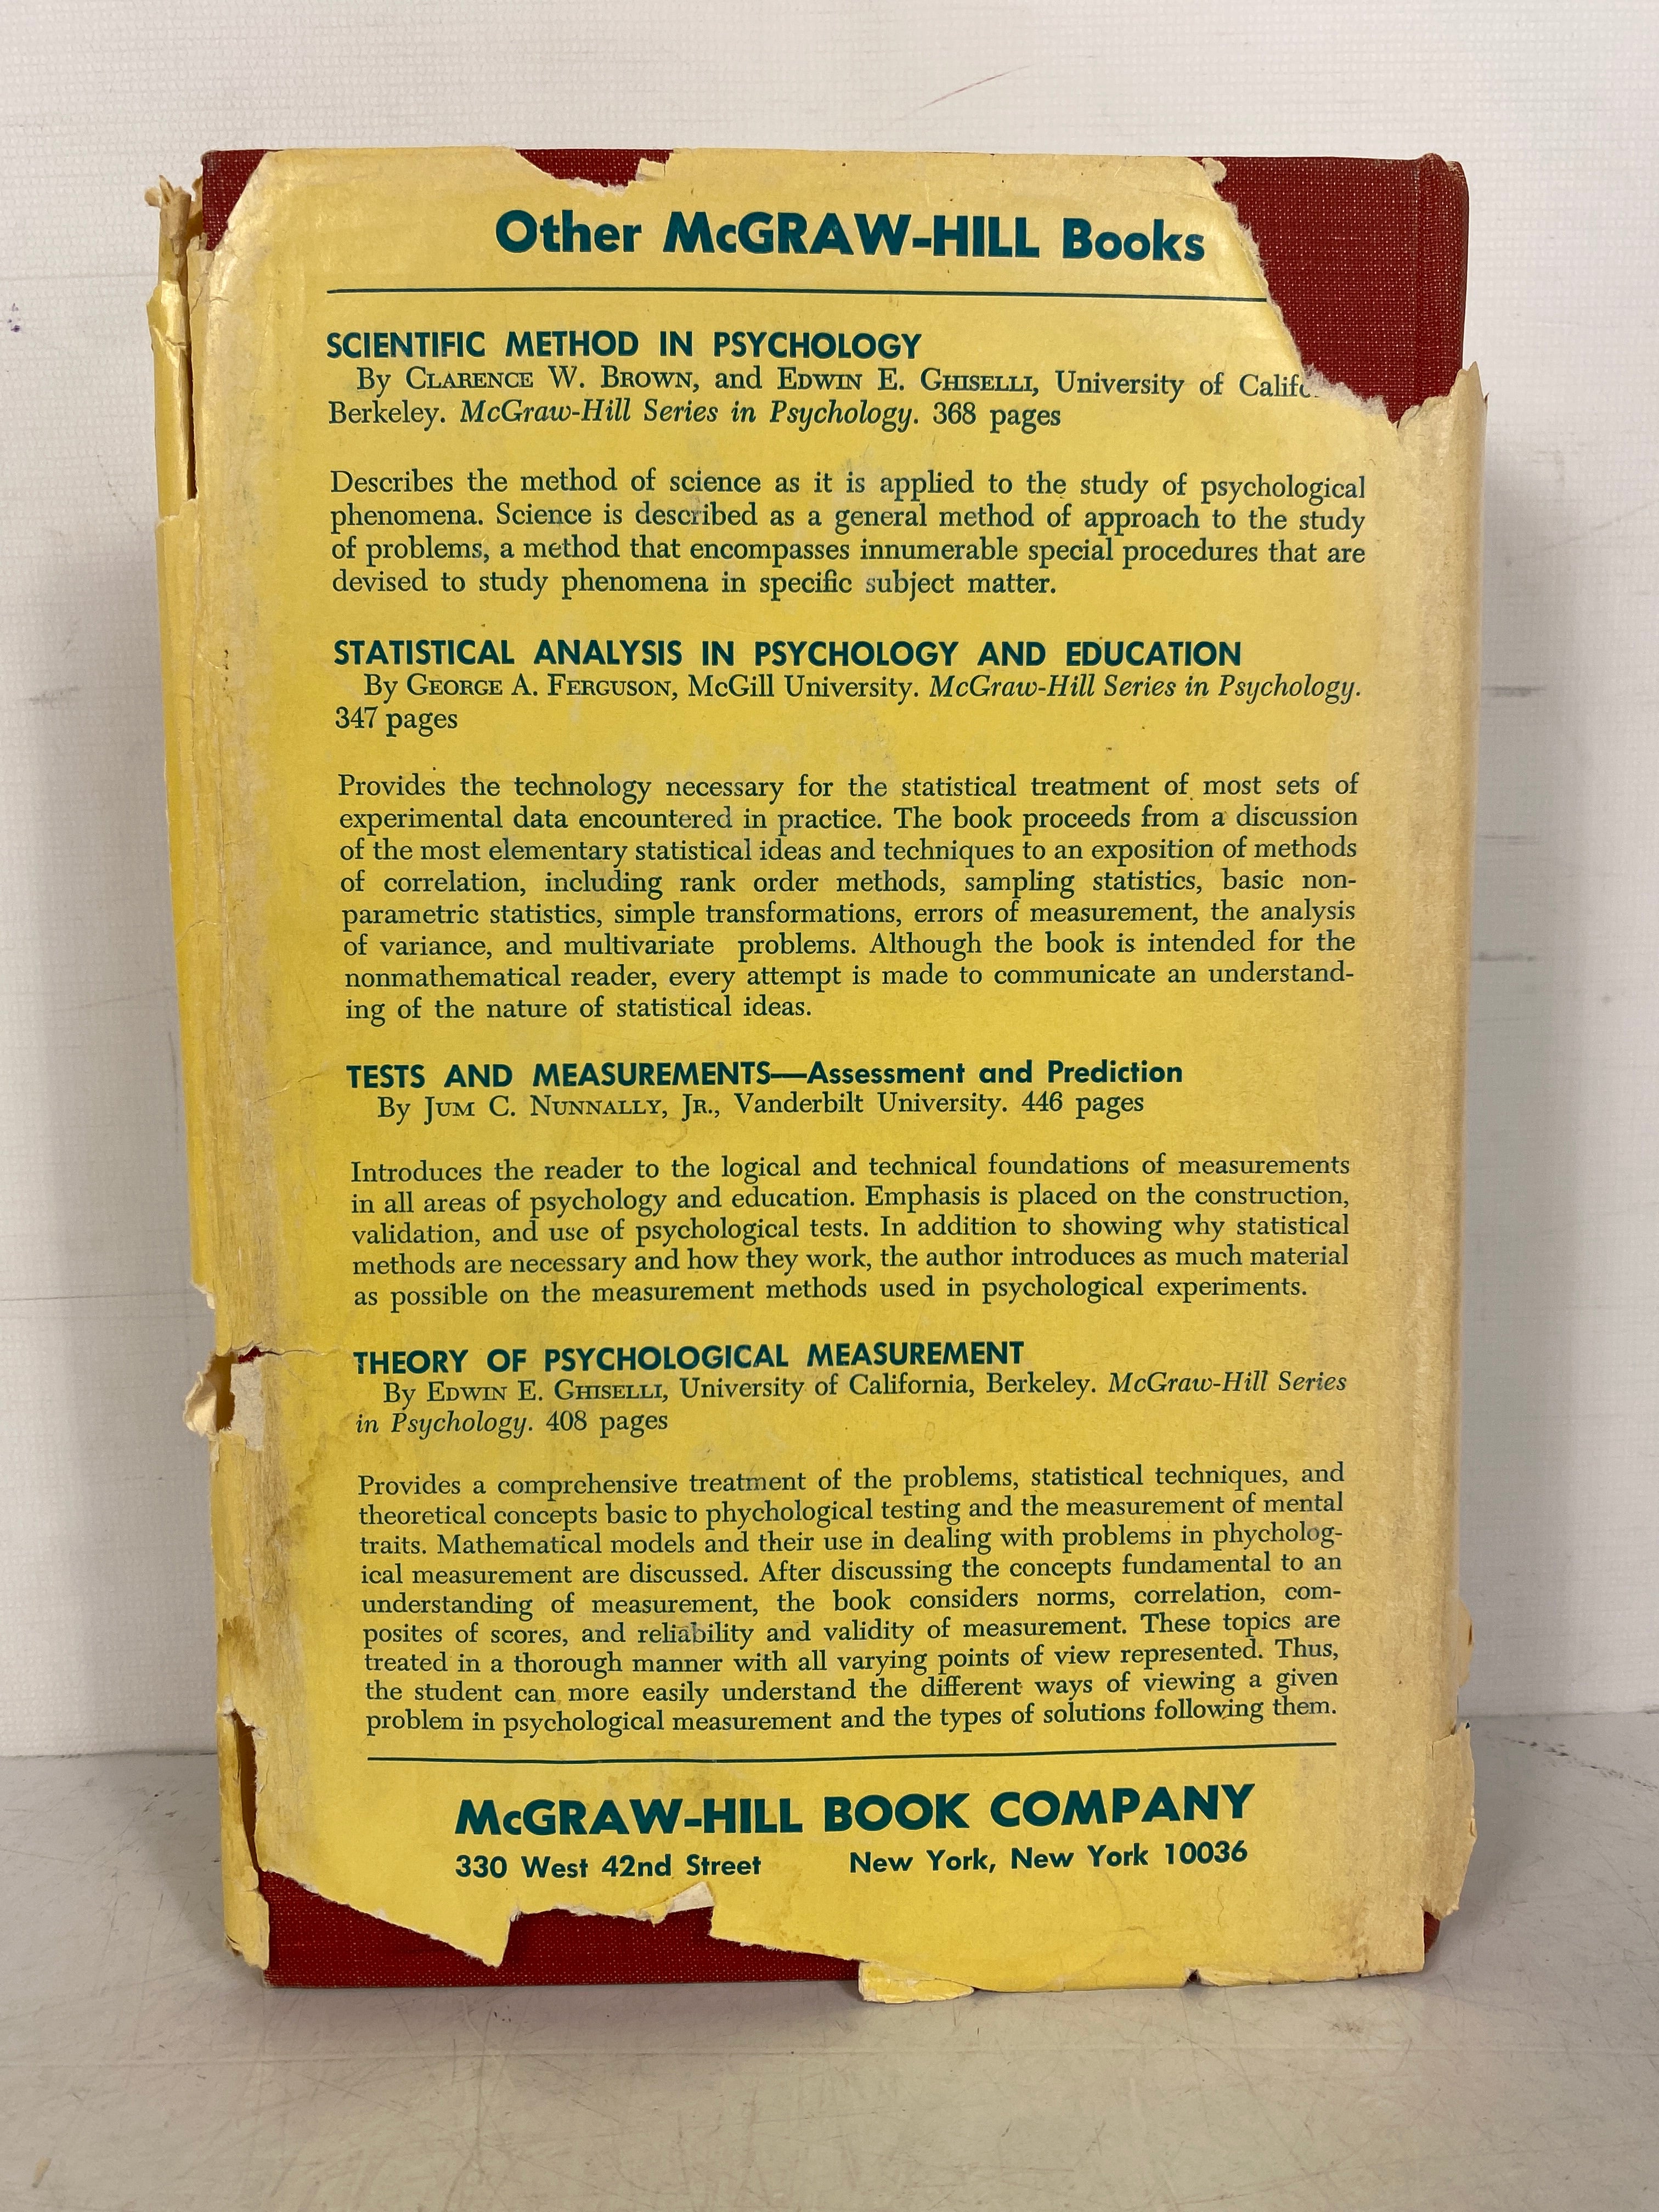 Other McGRAW-HILL Books
SCIENTIFIC METHOD IN PSYCHOLOGY
By CLARENCE W. BROWN, and EDWIN E. GHISELLI, University of
Berkeley. McGraw-Hill Series in Psychology. 368 pages
Describes the method of science as it is applied to the study of psychological
phenomena. Science is described as a general method of approach to the study
of problems, a method that encompasses innumerable special procedures that are
devised to study phenomena in specific subject matter.
STATISTICAL ANALYSIS IN PSYCHOLOGY AND EDUCATION
By GEORGE A. FERGUSON, McGill University. McGraw-Hill Series in Psychology.
347 pages
Provides the technology necessary for the statistical treatment of most sets of
experimental data encountered in practice. The book proceeds from a discussion
of the most elementary statistical ideas and techniques to an exposition of methods
of correlation, including rank order methods, sampling statistics, basic non-
parametric statistics, simple transformations, errors of measurement, the analysis
of variance, and multivariate problems. Although the book is intended for the
nonmathematical reader, every attempt is made to communicate an understand-
ing of the nature of statistical ideas.
TESTS AND MEASUREMENTS—Assessment and Prediction
By JUM C. NUNNALLY, JR., Vanderbilt University. 446 pages
Introduces the reader to the logical and technical foundations of measurements
in all areas of psychology and education. Emphasis is placed on the construction,
validation, and use of psychological tests. In addition to showing why statistical
methods are necessary and how they work, the author introduces as much material
as possible on the measurement methods used in psychological experiments.
THEORY OF PSYCHOLOGICAL MEASUREMENT
By EDWIN E. GHISELLI, University of California, Berkeley. McGraw-Hill Series
in Psychology. 408 pages
Provides a comprehensive treatment of the problems, statistical techniques, and
theoretical concepts basic to phychological testing and the measurement of mental
traits. Mathematical models and their use in dealing with problems in phycholog-
ical measurement are discussed. After discussing the concepts fundamental to an
understanding of measurement, the book considers norms, correlation, com-
posites of scores, and reliability and validity of measurement. These topics are
treated in a thorough manner with all varying points of view represented. Thus,
the student can more easily understand the different ways of viewing a given
problem in psychological measurement and the types of solutions following them.
McGRAW-HILL BOOK COMPANY
330 West 42nd Street New York, New York 10036